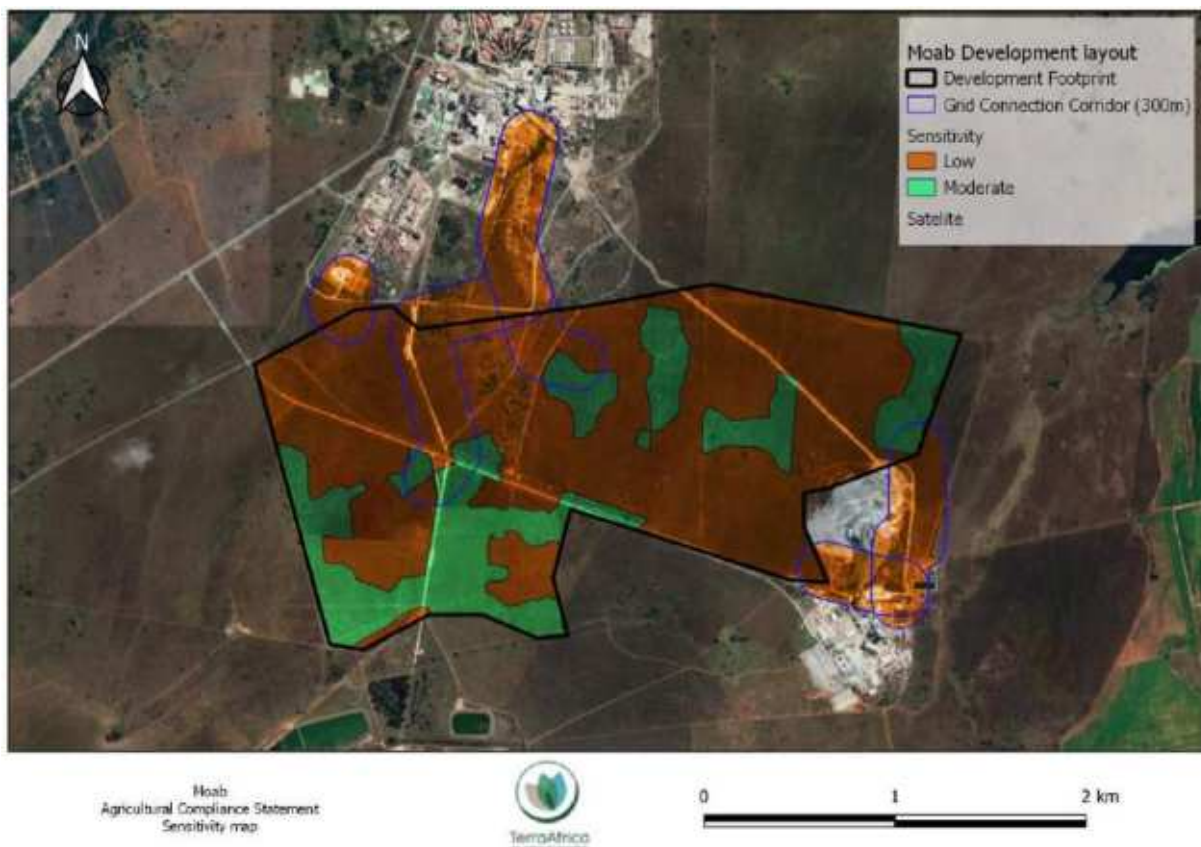 N
Moab Development layout
Development Footprint
Grid Connection Corridor (300m)
Sensitivity
Low
Moderate
Satelite
Moab
Agricultural Compliance Statement
Sensitivity map
TerraAfrica
0 1 2 km